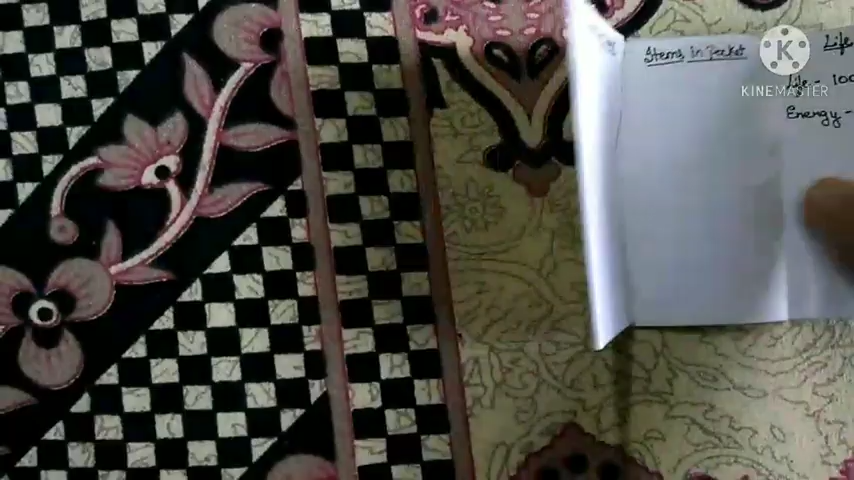 Items in Pocket
Life
Life - 100
Energy -
KINEMASTER